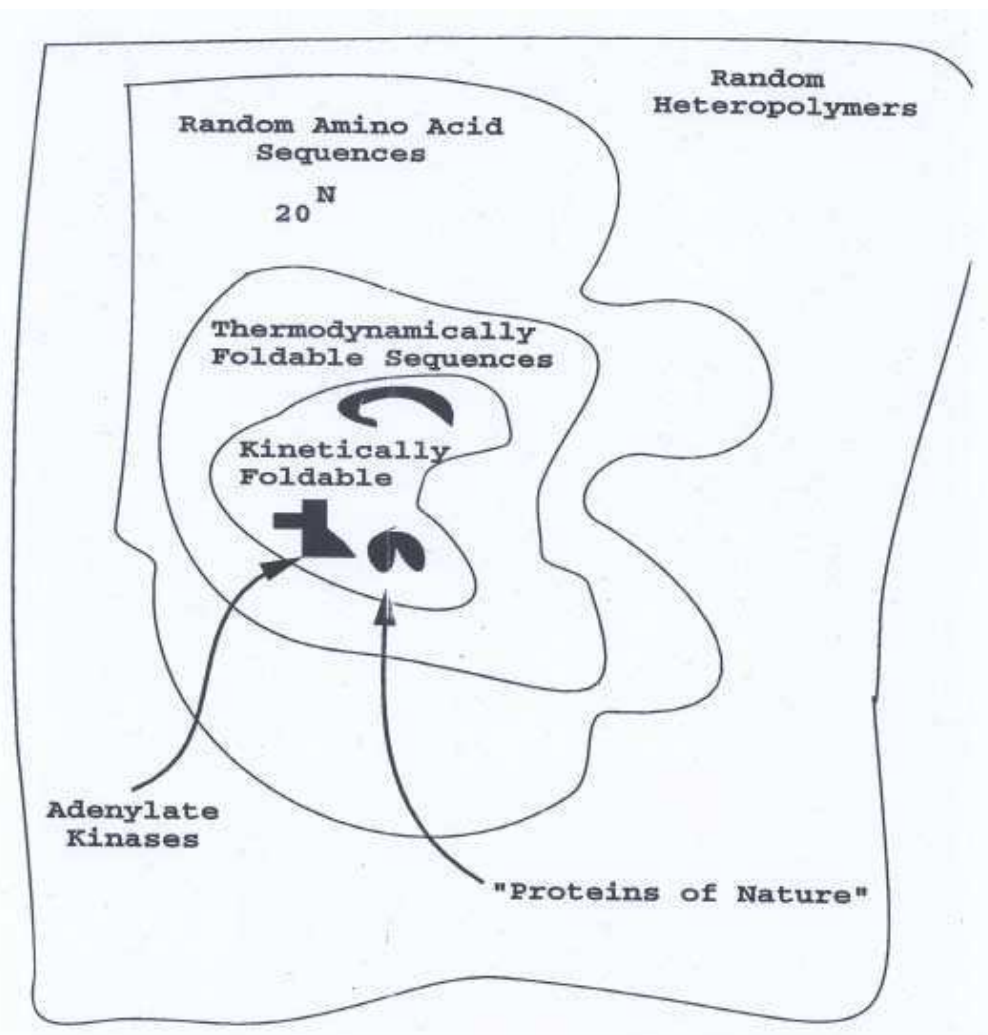 Random
Heteropolymers
Random Amino Acid
Sequences
20^N
Thermodynamically
Foldable Sequences
Kinetically
Foldable
Adenylate
Kinases
"Proteins of Nature"